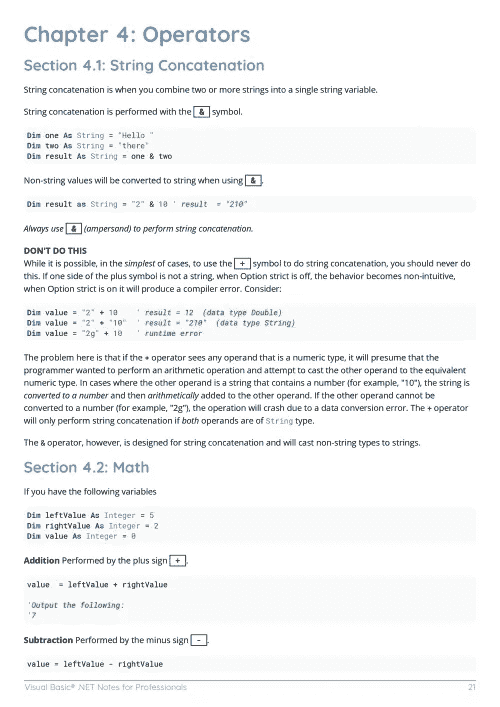 Chapter 4: Operators
Section 4.1: String Concatenation
String concatenation is when you combine two or more strings into a single string variable.
String concatenation is performed with the & symbol.
Dim one As String = "Hello "
Dim two As String = "there"
Dim result As String = one & two
Non-string values will be converted to string when using & .
Dim result as String = "2" & 10 ' result = "210"
Always use & (ampersand) to perform string concatenation.
DON'T DO THIS
While it is possible, in the simplest of cases, to use the + symbol to do string concatenation, you should never do
this. If one side of the plus symbol is not a string, when Option strict is off, the behavior becomes non-intuitive,
when Option strict is on it will produce a compiler error. Consider:
Dim value = "2" + 10 ' result = 12 (data type Double)
Dim value = "2" + "10" ' result = "210" (data type String)
Dim value = "2g" + 10 ' runtime error
The problem here is that if the + operator sees any operand that is a numeric type, it will presume that the
programmer wanted to perform an arithmetic operation and attempt to cast the other operand to the equivalent
numeric type. In cases where the other operator is a string that contains a number (for example, "10"), the string is
converted to a number and then arithmetically added to the other operand. If the other operand cannot be
converted to a number (for example, "2g"), the operation will crash due to a data conversion error. The + operator
will only perform string concatenation if both operands are of String type.
The & operator, however, is designed for string concatenation and will cast non-string types to strings.
Section 4.2: Math
If you have the following variables
Dim leftValue As Integer = 5
Dim rightValue As Integer = 2
Dim value As Integer = 0
Addition Performed by the plus sign + .
value = leftValue + rightValue
'Output the following:
'7
Subtraction Performed by the minus sign - .
value = leftValue - rightValue
Visual Basic® .NET Notes for Professionals 21